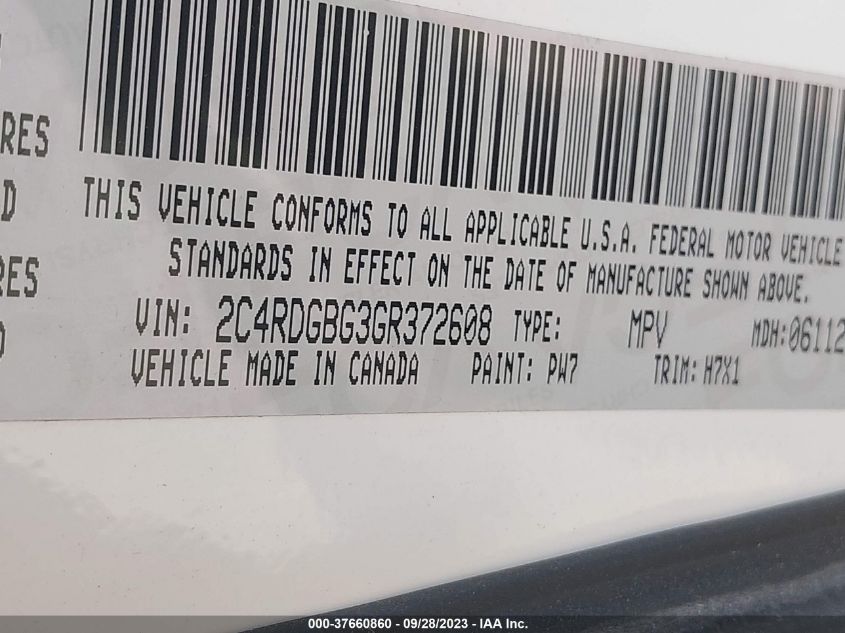 RES
D
RES
THIS VEHICLE CONFORMS TO ALL APPLICABLE U.S.A. FEDERAL MOTOR VEHICLE
STANDARDS IN EFFECT ON THE DATE OF MANUFACTURE SHOWN ABOVE.
VIN: 2C4RDGBG3GR372608 TYPE: MPV MDH: 06112
VEHICLE MADE IN CANADA PAINT: PW7 TRIM: H7X1
000-37660860 - 09/28/2023 - IAA Inc.